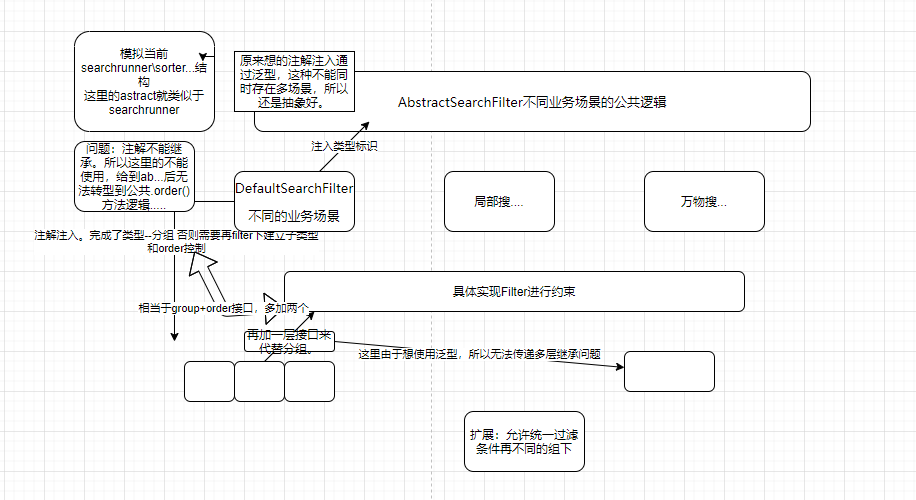 模拟当前
searchrunner\sorter...结
构
这里的astract就类似于
searchrunner
原来想的注解注入通
过泛型，这种不能同
时存在多场景，所以
还是抽象好。
AbstractSearchFilter不同业务场景的公共逻辑
注入类型标识
问题：注解不能继
承。所以这里的不能
使用，给到ab...后无
法转型到公共.order()
方法逻辑.....
DefaultSearchFilter
不同的业务场景
局部搜....
万物搜...
注解注入。完成了类型--分组 否则需要再filter下建立子类型
和order控制
具体实现Filter进行约束
相当于group+order接口，多加两个
再加一层接口来
代替分组。
这里由于想使用泛型，所以无法传递多层继承问题
扩展：允许统一过滤
条件再不同的组下